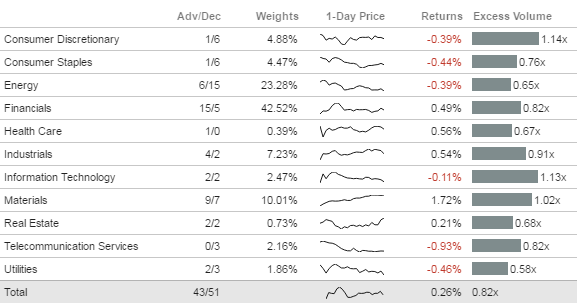 Adv/Dec Weights 1-Day Price Returns Excess Volume
Consumer Discretionary 1/6 4.88% -0.39% 1.14x
Consumer Staples 1/6 4.47% -0.44% 0.76x
Energy 6/15 23.28% -0.39% 0.65x
Financials 15/5 42.52% 0.49% 0.82x
Health Care 1/0 0.39% 0.56% 0.67x
Industrials 4/2 7.23% 0.54% 0.91x
Information Technology 2/2 2.47% -0.11% 1.13x
Materials 9/7 10.01% 1.72% 1.02x
Real Estate 2/2 0.73% 0.21% 0.68x
Telecommunication Services 0/3 2.16% -0.93% 0.82x
Utilities 2/3 1.86% -0.46% 0.58x
Total 43/51 0.26% 0.82x